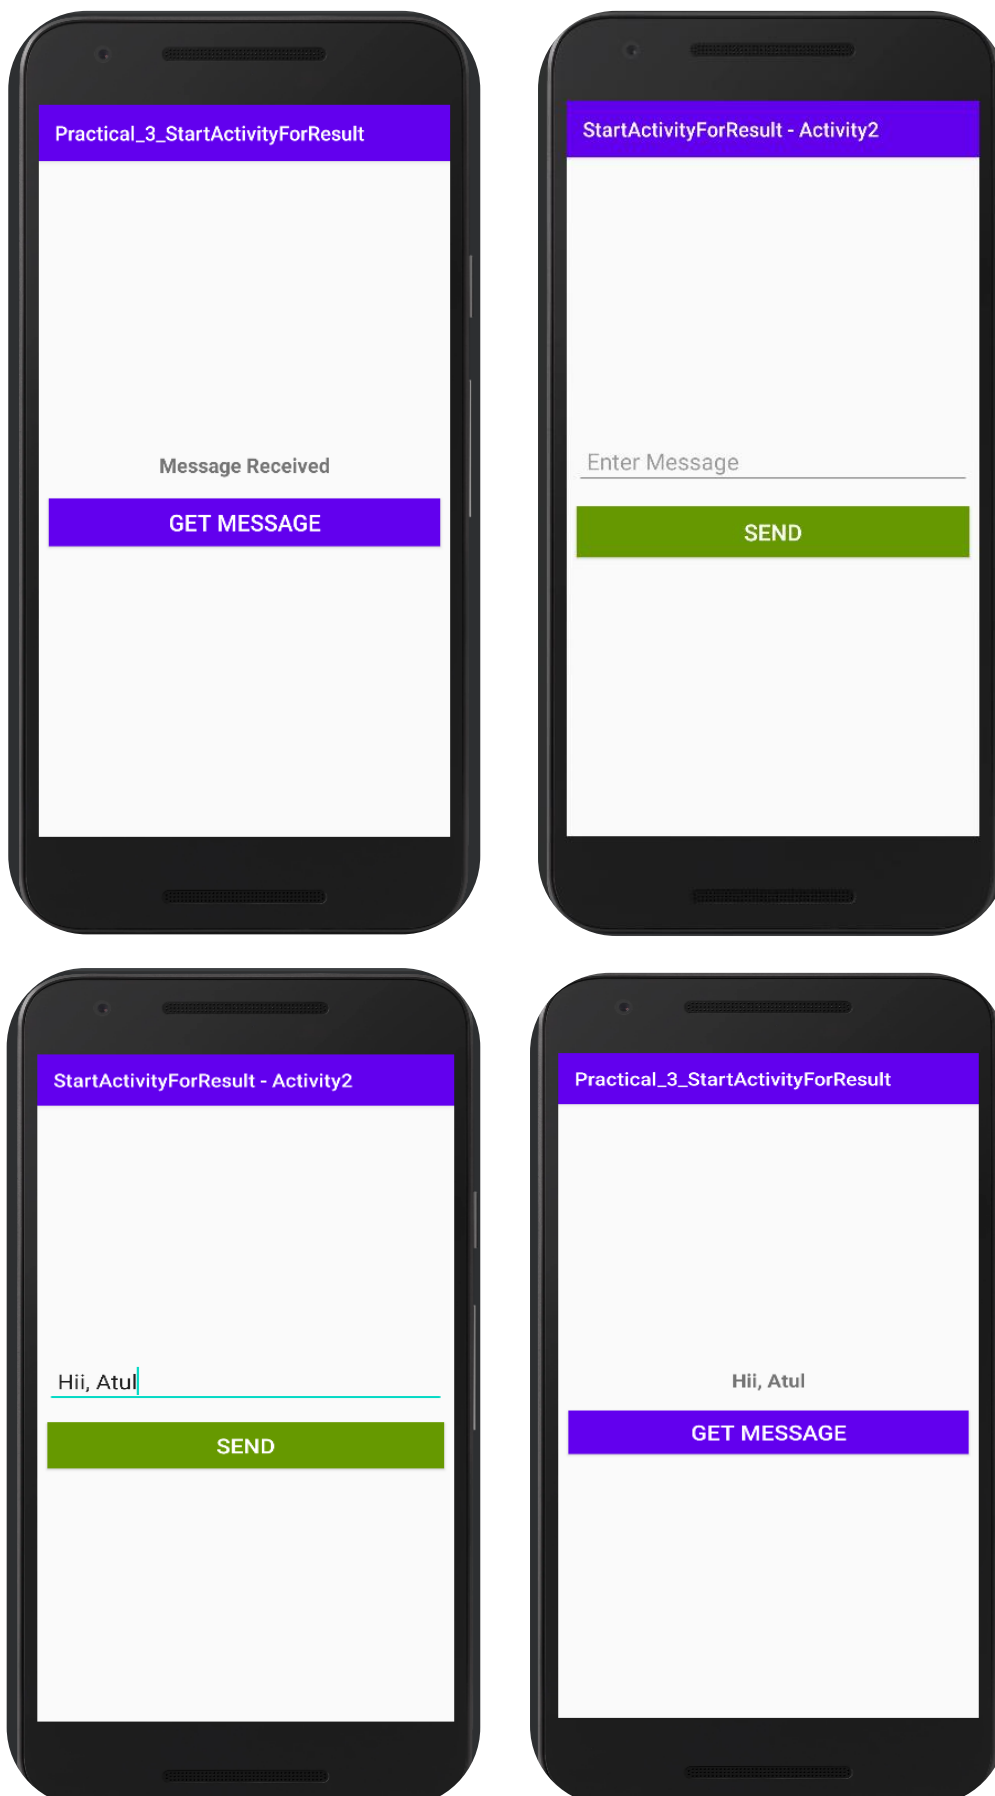 Practical_3_StartActivityForResult
Message Received
GET MESSAGE
StartActivityForResult - Activity2
Enter Message
SEND
StartActivityForResult - Activity2
Hii, Atul
SEND
Practical_3_StartActivityForResult
Hii, Atul
GET MESSAGE